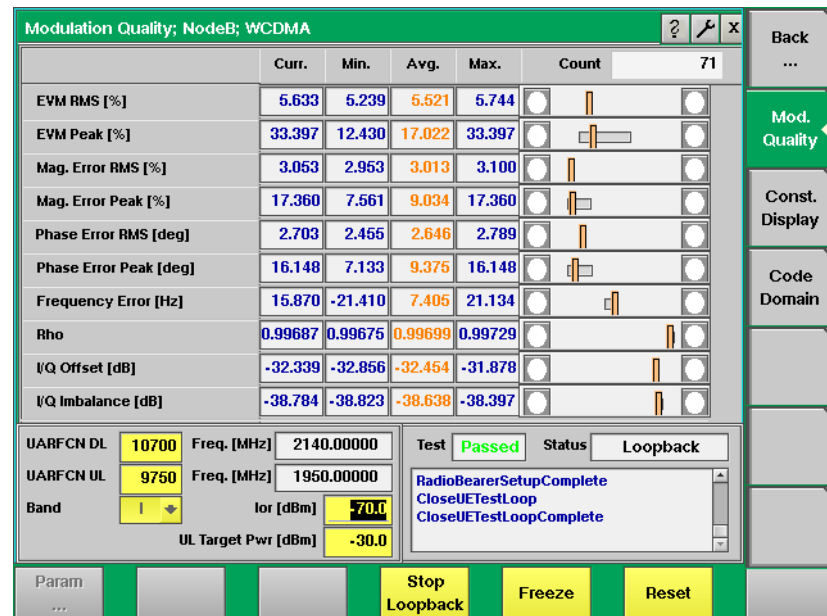 Modulation Quality; NodeB; WCDMA ? x
Curr. Min. Avg. Max. Count 71
EVM RMS [%] 5.633 5.239 5.521 5.744
EVM Peak [%] 33.397 12.430 17.022 33.397
Mag. Error RMS [%] 3.053 2.953 3.013 3.100
Mag. Error Peak [%] 17.360 7.561 9.034 17.360
Phase Error RMS [deg] 2.703 2.455 2.646 2.789
Phase Error Peak [deg] 16.148 7.133 9.375 16.148
Frequency Error [Hz] 15.870 -21.410 7.405 21.134
Rho 0.99687 0.99675 0.99699 0.99729
I/Q Offset [dB] -32.339 -32.856 -32.454 -31.878
I/Q Imbalance [dB] -38.784 -38.823 -38.638 -38.397
UARFCN DL 10700 Freq. [MHz] 2140.00000
UARFCN UL 9750 Freq. [MHz] 1950.00000
Band I Ior [dBm] -70.0
UL Target Pwr [dBm] -30.0
Test Passed Status Loopback
RadioBearerSetupComplete
CloseUETestLoop
CloseUETestLoopComplete
Back
...
Mod.
Quality
Const.
Display
Code
Domain
Param
...
Stop
Loopback
Freeze
Reset